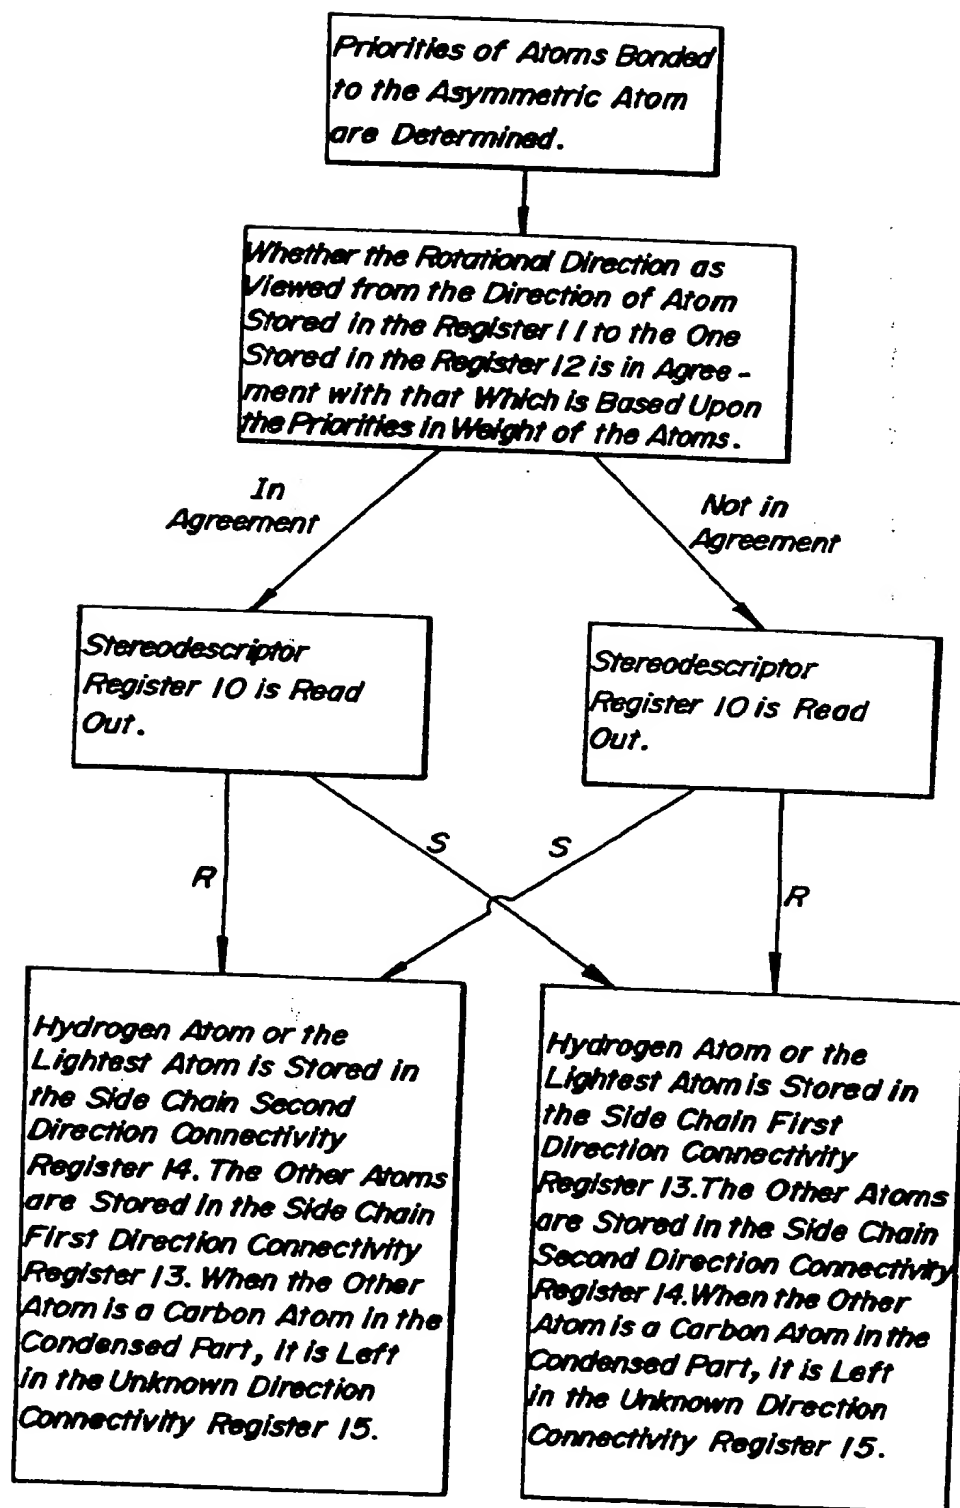 Priorities of Atoms Bonded
to the Asymmetric Atom
are Determined.
Whether the Rotational Direction as
Viewed from the Direction of Atom
Stored in the Register 11 to the One
Stored in the Register 12 is in Agree-
ment with that Which is Based Upon
the Priorities in Weight of the Atoms.
In
Agreement
Not in
Agreement
Stereodescriptor
Register 10 is Read
Out.
Stereodescriptor
Register 10 is Read
Out.
R
S
S
R
Hydrogen Atom or the
Lightest Atom is Stored in
the Side Chain Second
Direction Connectivity
Register 14. The Other Atoms
are Stored in the Side Chain
First Direction Connectivity
Register 13. When the Other
Atom is a Carbon Atom in the
Condensed Part, it is Left
in the Unknown Direction
Connectivity Register 15.
Hydrogen Atom or the
Lightest Atom is Stored in
the Side Chain First
Direction Connectivity
Register 13. The Other Atoms
are Stored in the Side Chain
Second Direction Connectivity
Register 14. When the Other
Atom is a Carbon Atom in the
Condensed Part, it is Left
in the Unknown Direction
Connectivity Register 15.